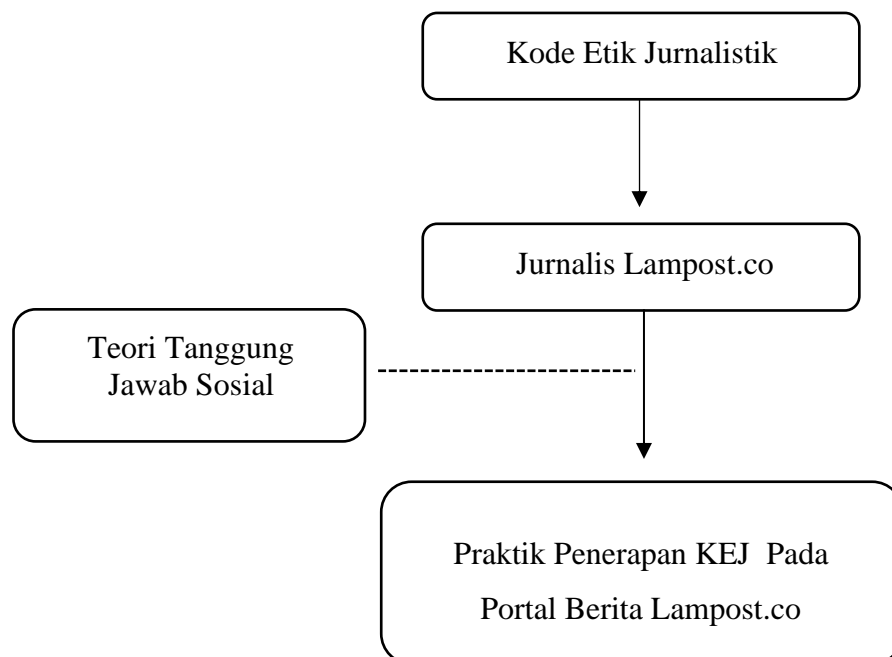 Kode Etik Jurnalistik
Jurnalis Lampost.co
Teori Tanggung
Jawab Sosial
Praktik Penerapan KEJ Pada
Portal Berita Lampost.co